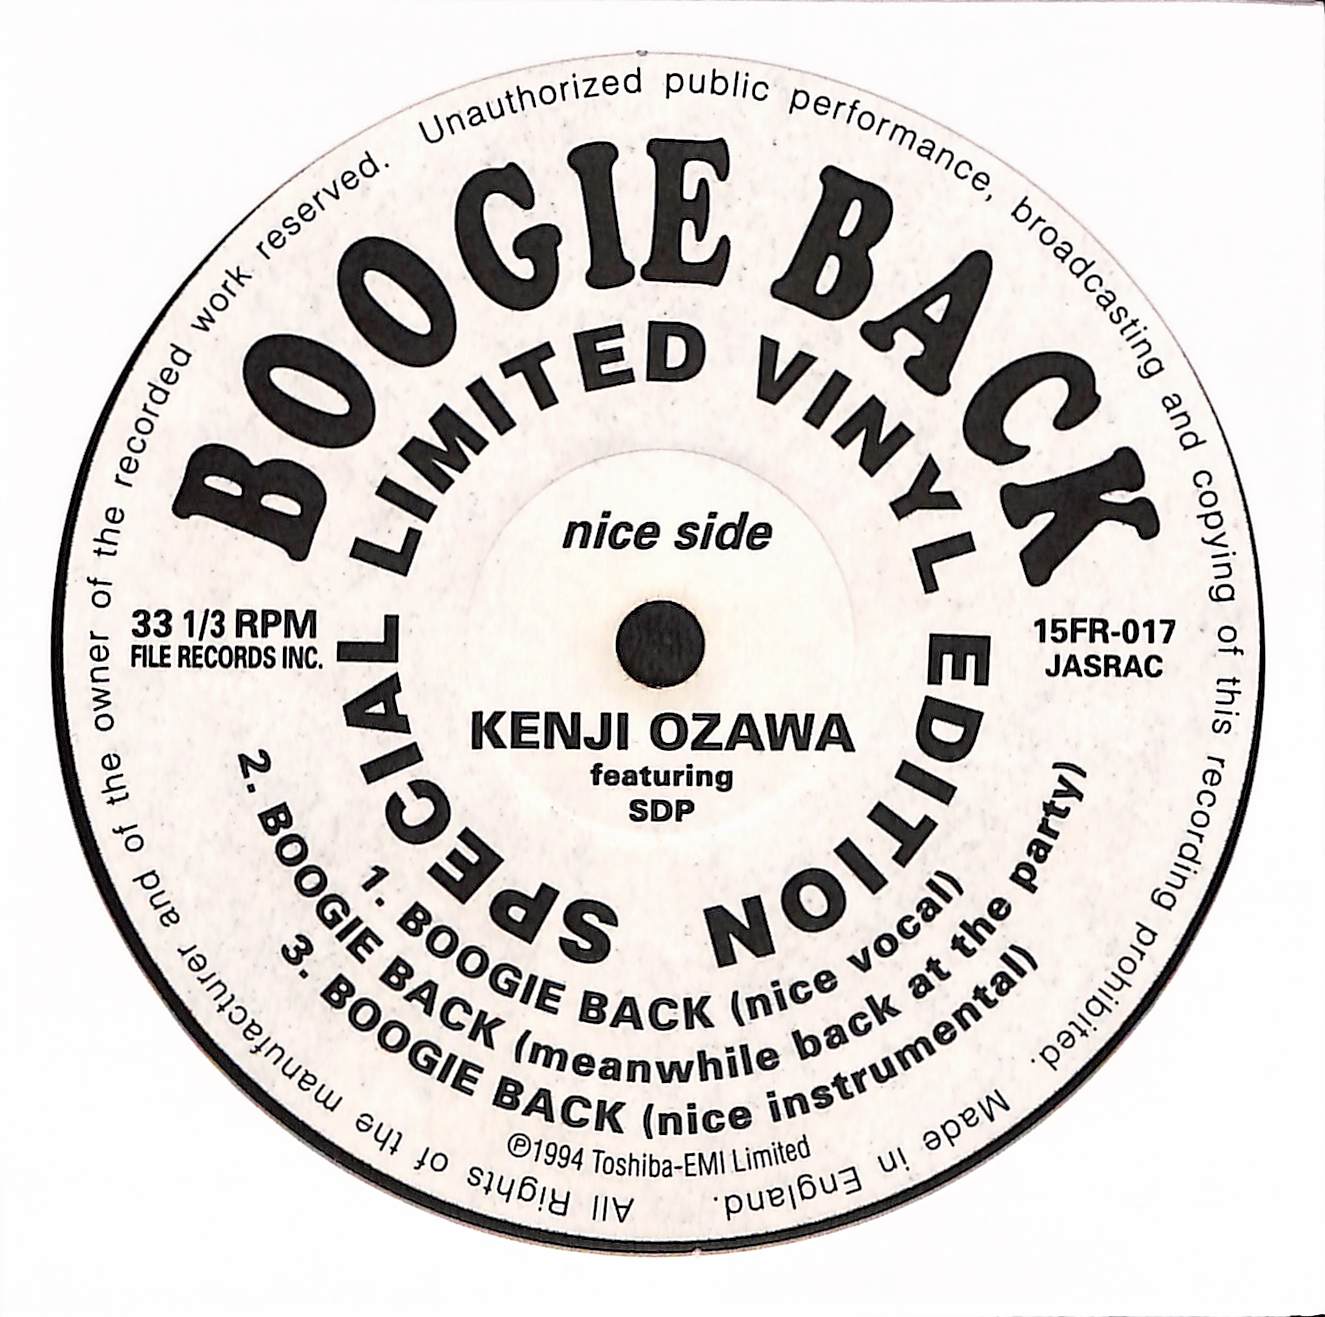 All Rights of the manufacturer and of the owner of the recorded work reserved. Unauthorized public performance, broadcasting and copying of this recording prohibited. Made in England.
BOOGIE BACK
SPECIAL LIMITED VINYL EDITION
nice side
33 1/3 RPM
FILE RECORDS INC.
15FR-017
JASRAC
KENJI OZAWA
featuring
SDP
1. BOOGIE BACK (nice vocal)
2. BOOGIE BACK (meanwhile back at the party)
3. BOOGIE BACK (nice instrumental)
℗1994 Toshiba-EMI Limited